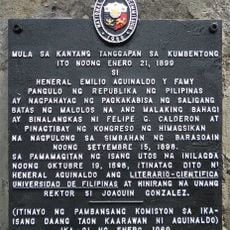 MULA SA KANYANG TANGGAPAN SA KUMBENTONG
ITO NOONG ENERO 21, 1899
SI
HENERAL EMILIO AGUINALDO Y FAMY
PANGULO NG REPUBLIKA NG PILIPINAS
AY NAGPAHAYAG NG PAGKAKABISA NG SALIGANG
BATAS NG MALOLOS NA ANG MALAKING BAHAGI
AY BINALANGKAS NI FELIPE G. CALDERON AT
PINAGTIBAY NG KONGRESO NG HIMAGSIKAN
NA NAGPULONG SA SIMBAHAN NG BARASOAIN
NOONG SETYEMBRE 15, 1898.
SA PAMAMAGITAN NG ISANG UTOS NA INILAGDA
NOONG OKTUBRE 19, 1898, ITINATAG DITO NI
HENERAL AGUINALDO ANG LITERARIO-CIENTIFICA
UNIVERSIDAD DE FILIPINAS AT HINIRANG NA UNANG
REKTOR SI JOAQUIN GONZALEZ.
(ITINAYO NG PAMBANSANG KOMISYON SA IKA-
ISANG DAANG TAON KAARAWAN NI AGUINALDO)